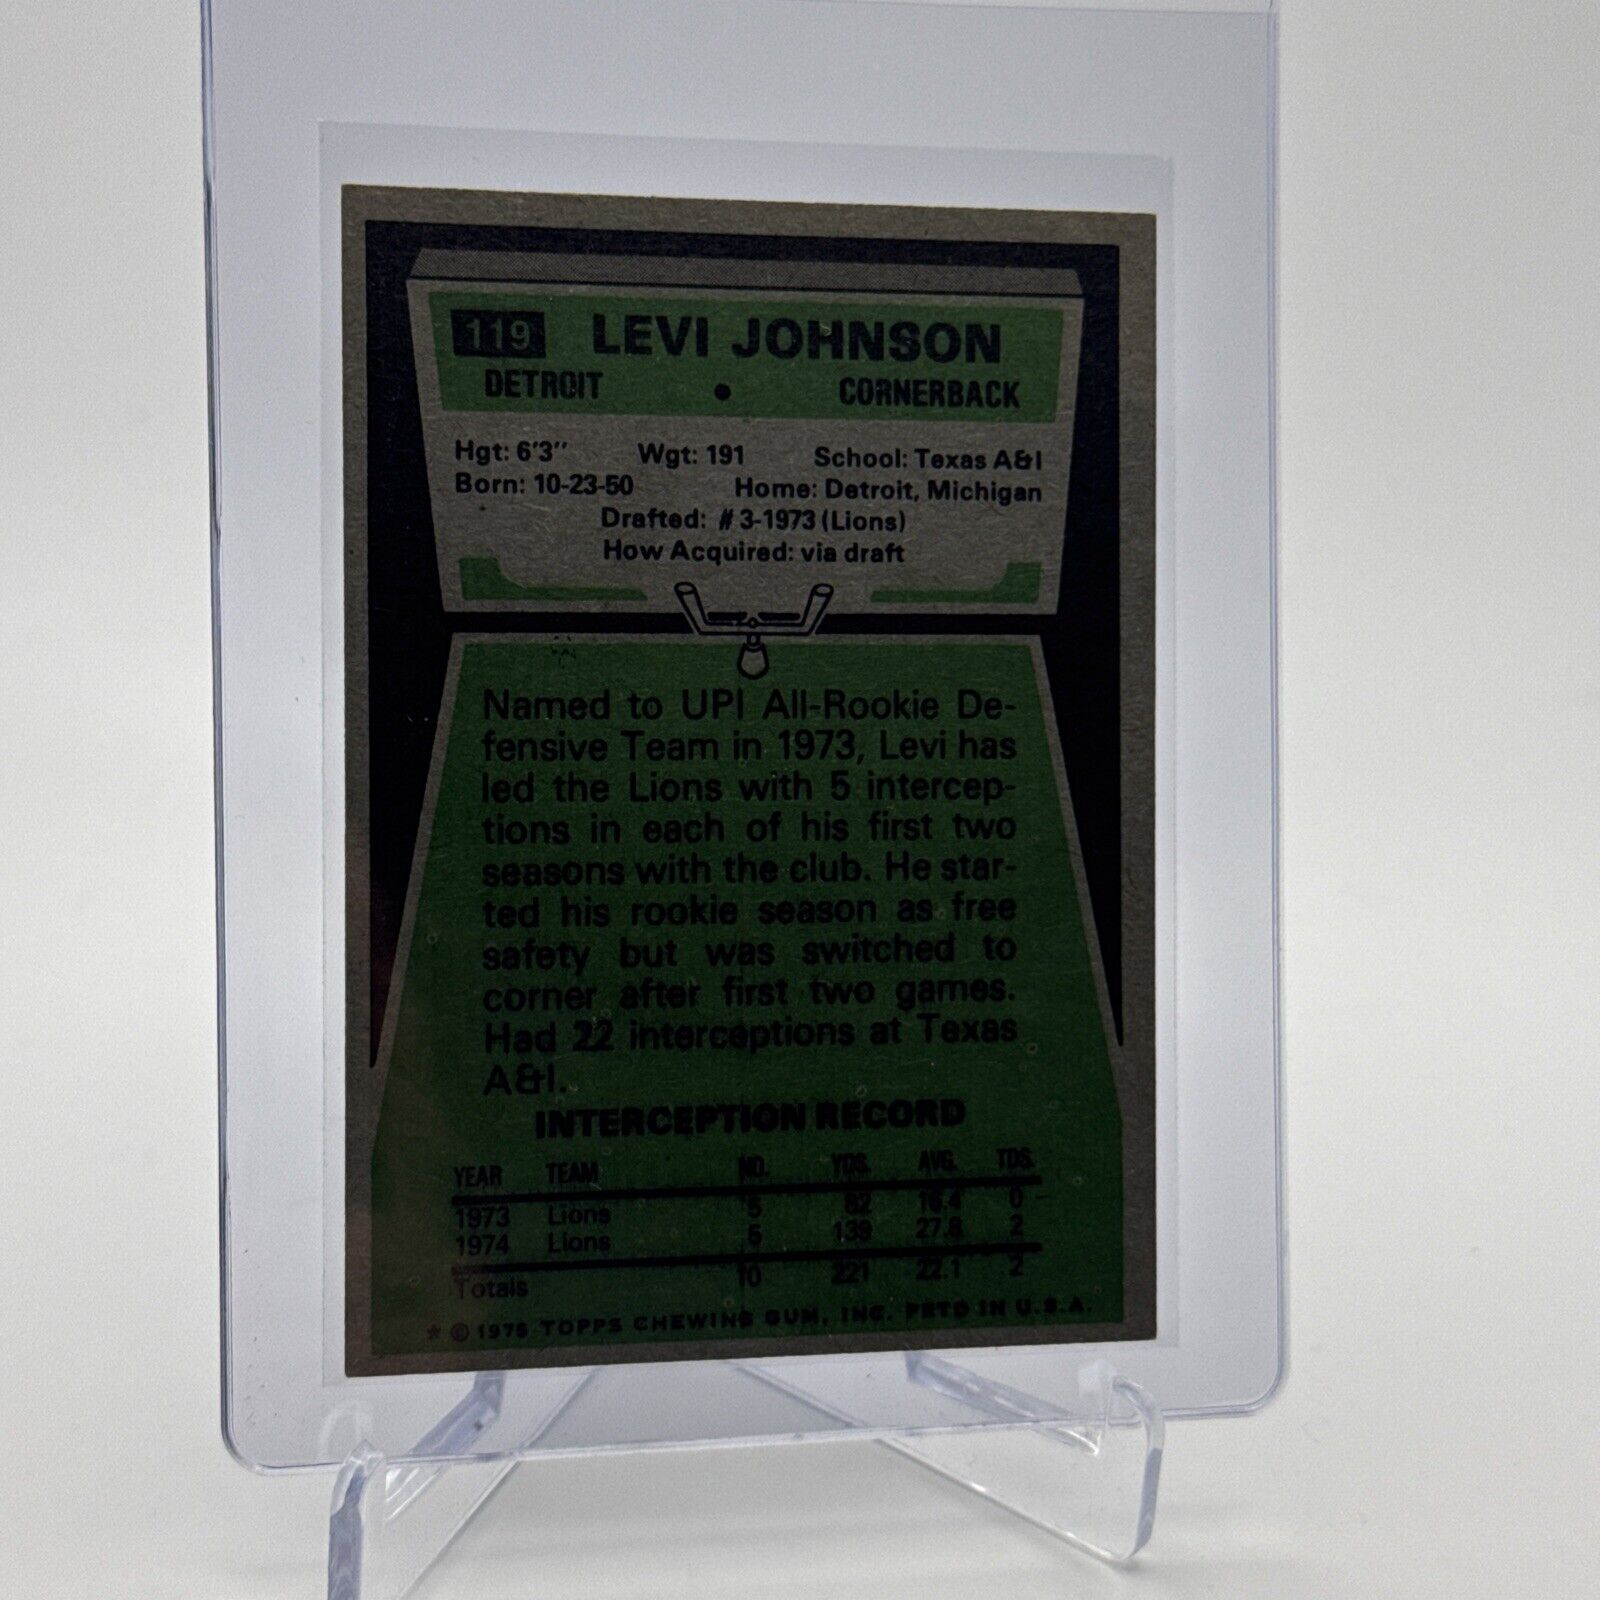 119 LEVI JOHNSON
DETROIT • CORNERBACK
Hgt: 6'3" Wgt: 191 School: Texas A&I
Born: 10-23-50 Home: Detroit, Michigan
Drafted: #3-1973 (Lions)
How Acquired: via draft
Named to UPI All-Rookie De-
fensive Team in 1973, Levi has
led the Lions with 5 intercep-
tions in each of his first two
seasons with the club. He star-
ted his rookie season as free
safety but was switched to
corner after first two games.
Had 22 interceptions at Texas
A&I.
INTERCEPTION RECORD
YEAR TEAM NO. YDS. AVG. TDS.
1973 Lions 5 82 16.4 0
1974 Lions 5 139 27.8 2
Totals 10 221 22.1 2
* © 1975 TOPPS CHEWING GUM, INC. PRTD IN U.S.A.